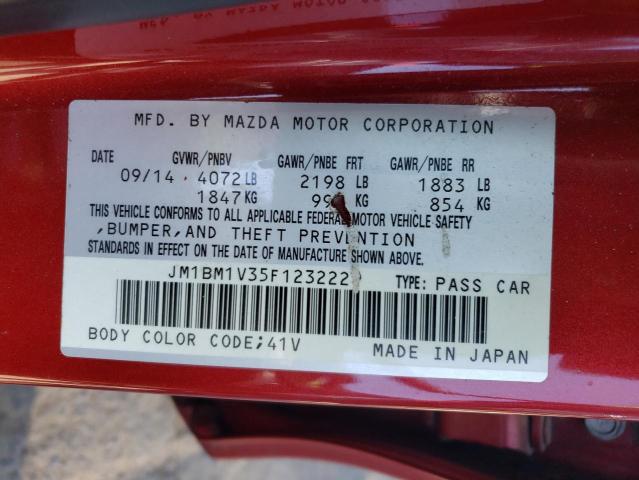 MFD. BY MAZDA MOTOR CORPORATION
DATE GVWR/PNBV GAWR/PNBE FRT GAWR/PNBE RR
09/14 4072 LB 2198 LB 1883 LB
1847 KG KG 854 KG
THIS VEHICLE CONFORMS TO ALL APPLICABLE FEDERAL MOTOR VEHICLE SAFETY
,BUMPER,AND THEFT PREVENTION
STANDARDS IN EFFECT ON THE DATE OF MANUFACTURE SHOWN ABOVE.
TYPE: PASS CAR
BODY COLOR CODE;41V MADE IN JAPAN